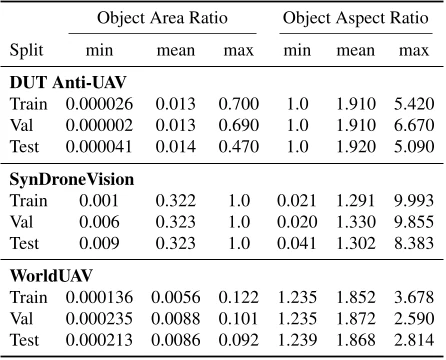 Object Area Ratio Object Aspect Ratio
Split min mean max min mean max
DUT Anti-UAV
Train 0.000026 0.013 0.700 1.0 1.910 5.420
Val 0.000002 0.013 0.690 1.0 1.910 6.670
Test 0.000041 0.014 0.470 1.0 1.920 5.090
SynDroneVision
Train 0.001 0.322 1.0 0.021 1.291 9.993
Val 0.006 0.323 1.0 0.020 1.330 9.855
Test 0.009 0.323 1.0 0.041 1.302 8.383
WorldUAV
Train 0.000136 0.0056 0.122 1.235 1.852 3.678
Val 0.000235 0.0088 0.101 1.235 1.872 2.590
Test 0.000213 0.0086 0.092 1.239 1.868 2.814